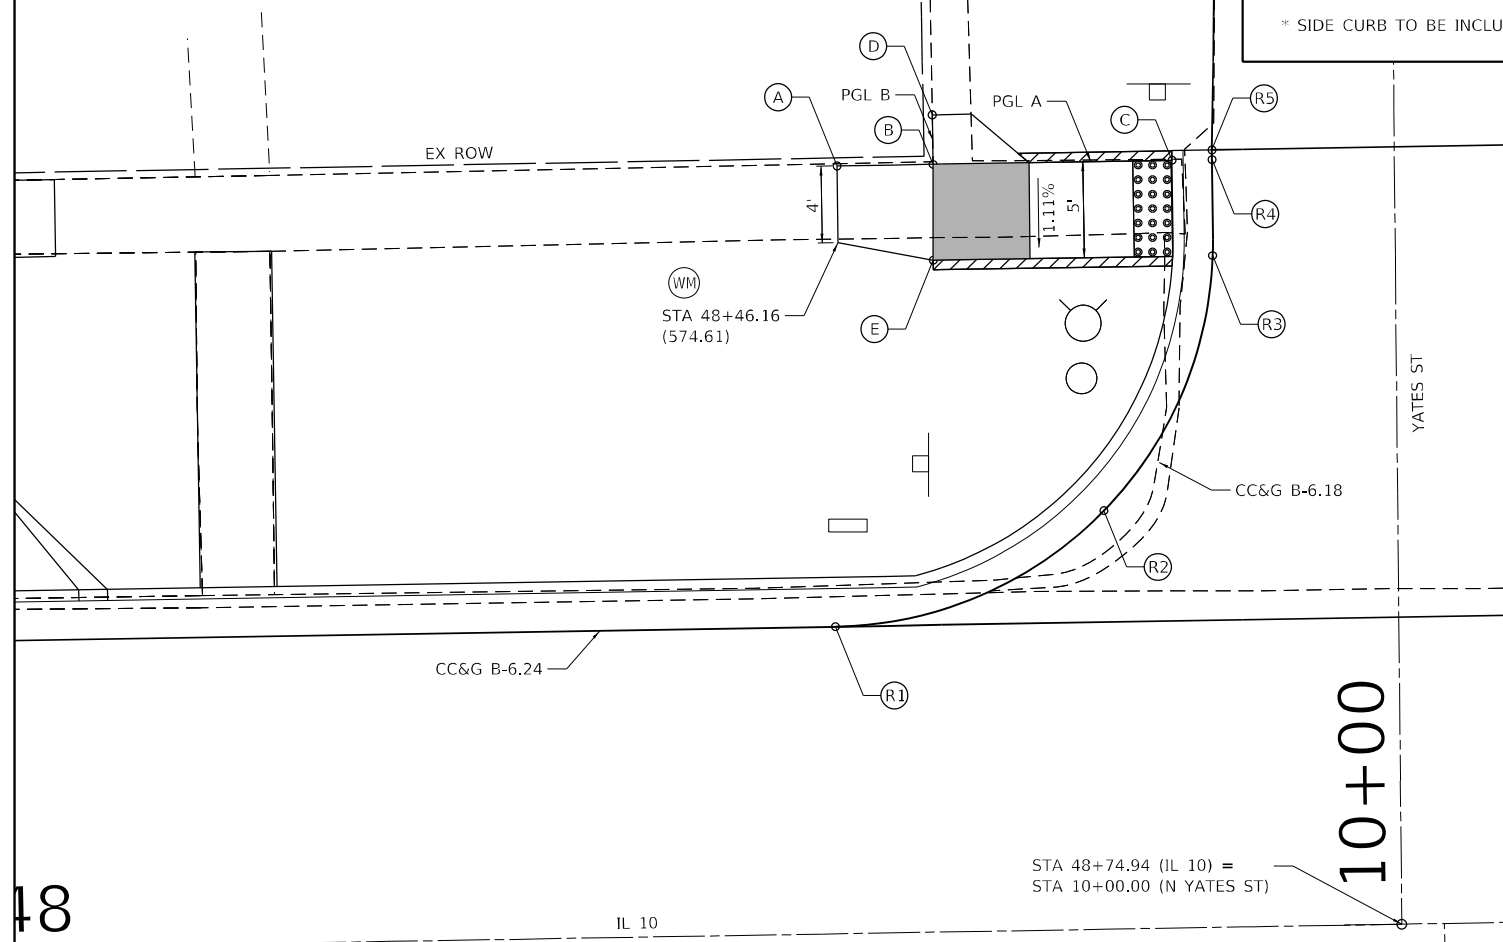 * SIDE CURB TO BE INCLU
D
A
PGL B
PGL A
R5
C
B
EX ROW
4'
1.11%
5'
R4
WM
STA 48+46.16
(574.61)
E
R3
YATES ST
CC&G B-6.18
R2
CC&G B-6.24
R1
10+00
STA 48+74.94 (IL 10) =
STA 10+00.00 (N YATES ST)
48
IL 10